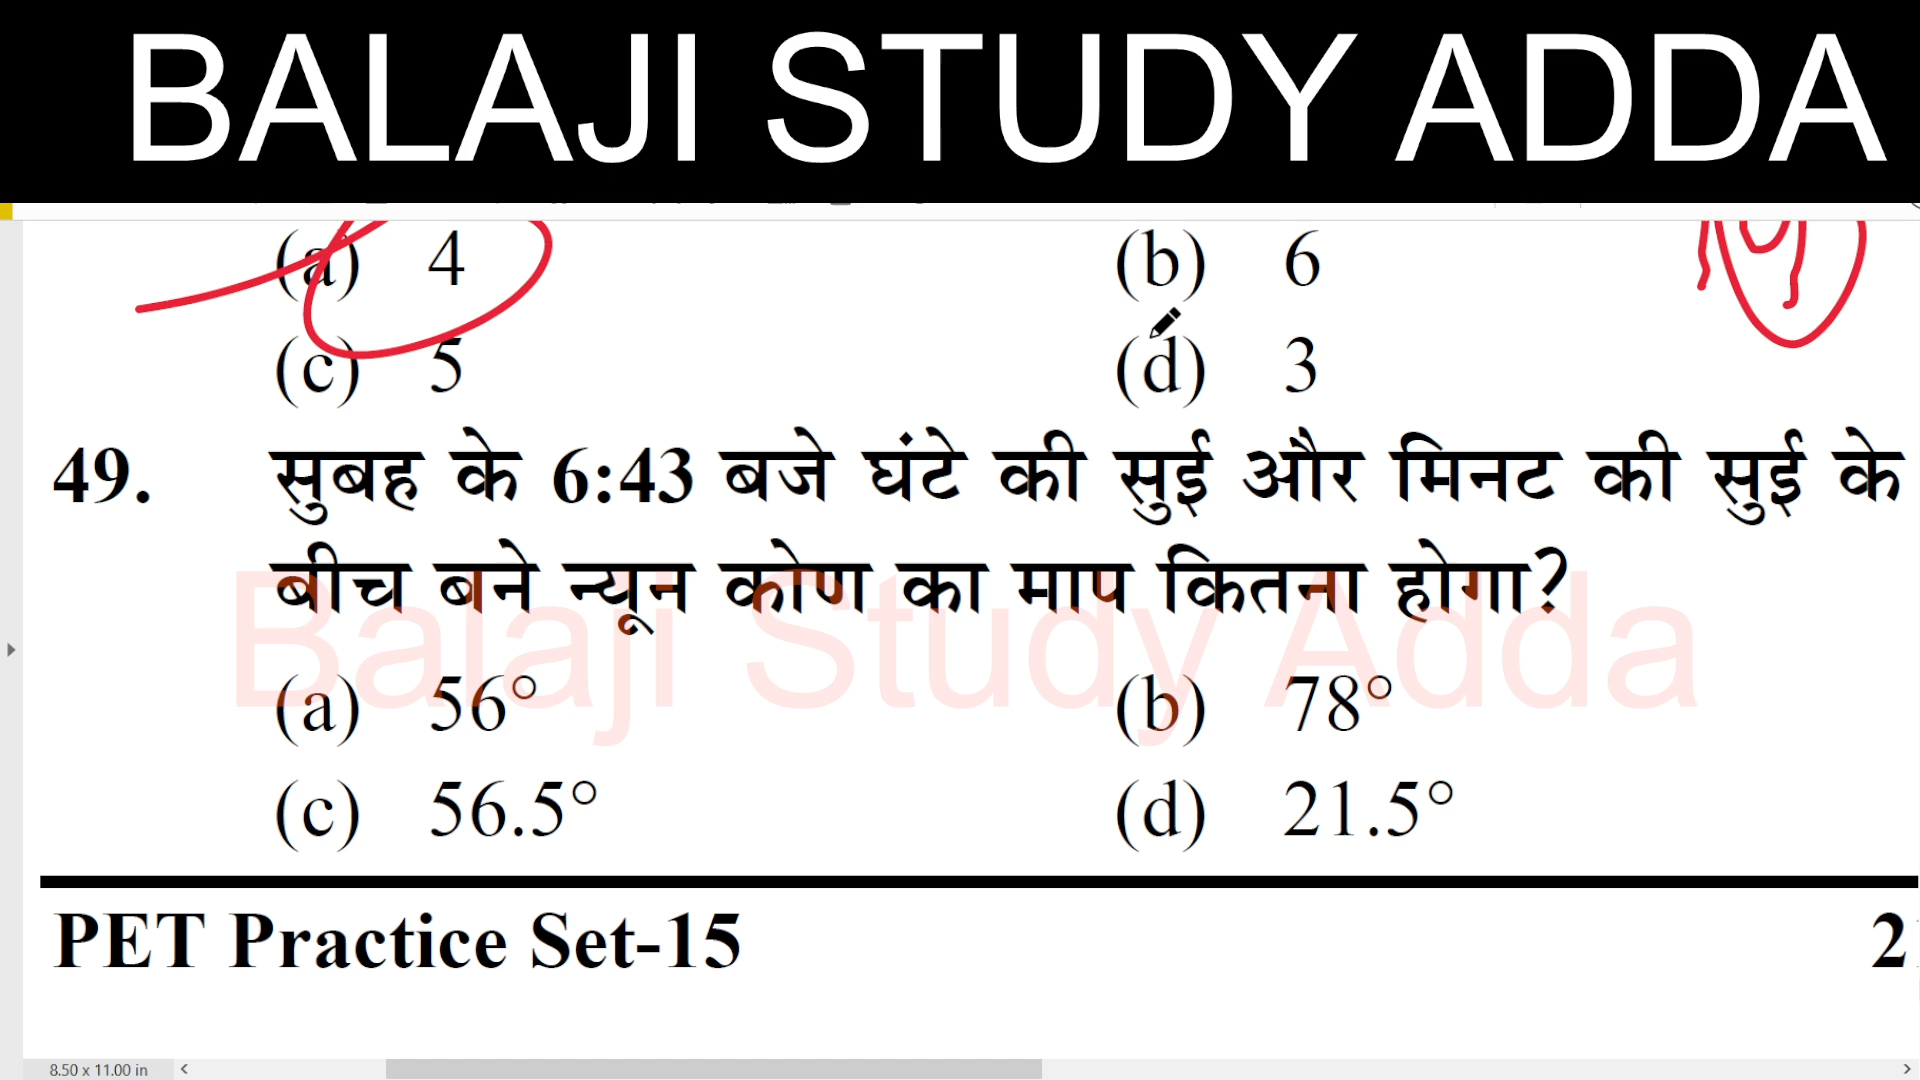 BALAJI STUDY ADDA
(a) 4 (b) 6
(c) 5 (d) 3
49. सुबह के 6:43 बजे घंटे की सुई और मिनट की सुई के
बीच बने न्यून कोण का माप कितना होगा?
Balaji Study Adda
(a) 56° (b) 78°
(c) 56.5° (d) 21.5°
PET Practice Set-15 2
8.50 x 11.00 in